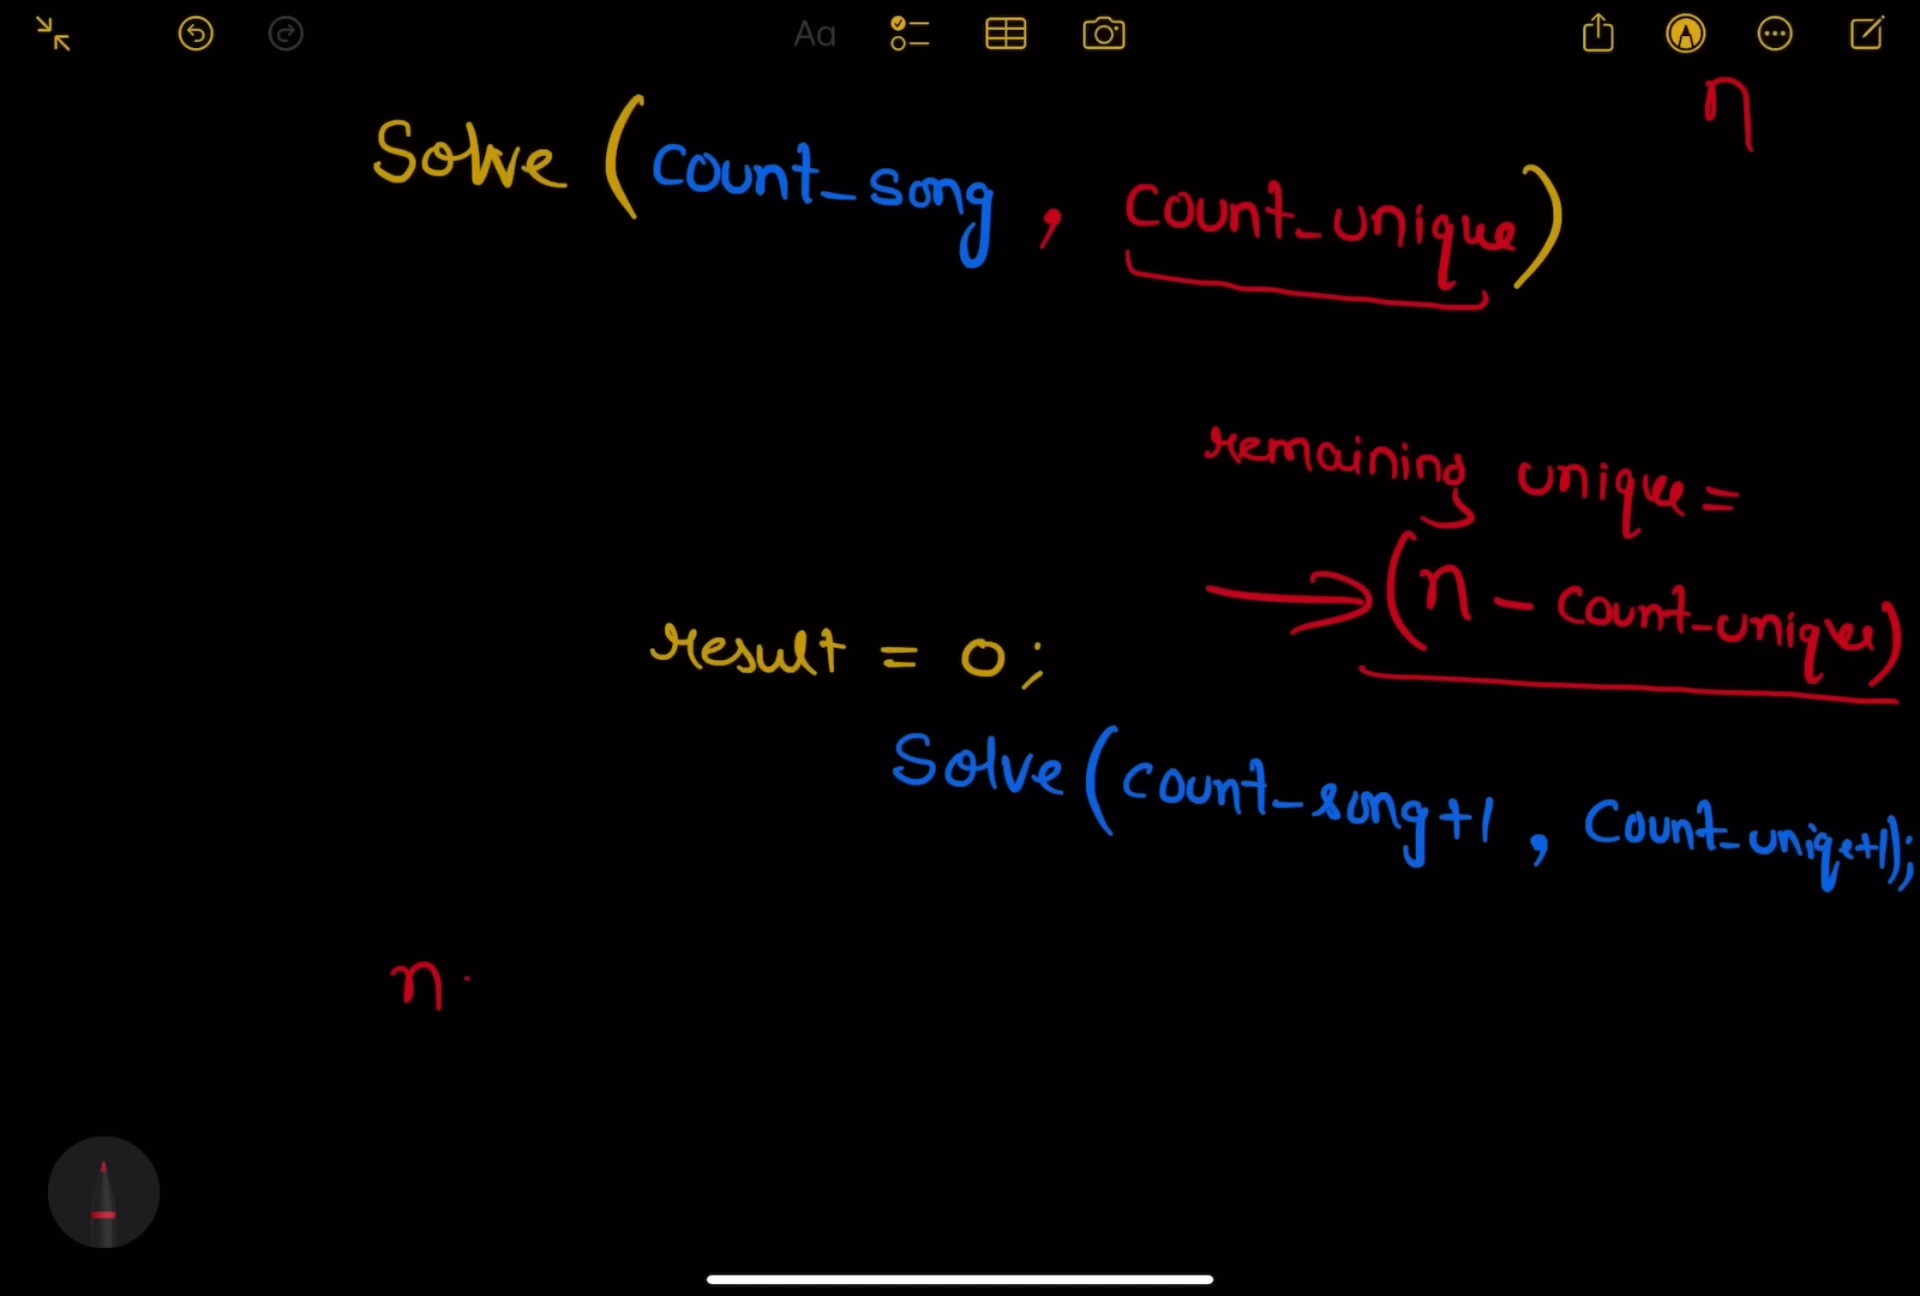 Aa
n
Solve (count_song, count_unique)
remaining unique =
(n - count_unique)
result = 0;
Solve (count_song+1, count_unique+1);
n